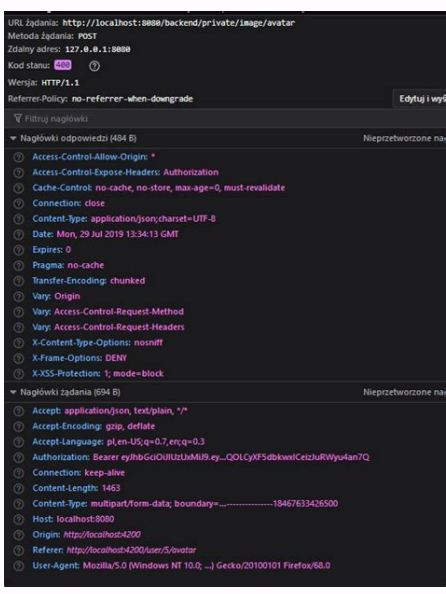 URL żądania: http://localhost:8080/backend/private/image/avatar
Metoda żądania: POST
Zdalny adres: 127.0.0.1:8080
Kod stanu: 400
Wersja: HTTP/1.1
Referrer-Policy: no-referrer-when-downgrade Edytuj i wyś
Filtruj nagłówki
Nagłówki odpowiedzi (484 B) Nieprzetworzone na
Access-Control-Allow-Origin: *
Access-Control-Expose-Headers: Authorization
Cache-Control: no-cache, no-store, max-age=0, must-revalidate
Connection: close
Content-Type: application/json;charset=UTF-8
Date: Mon, 29 Jul 2019 13:34:13 GMT
Expires: 0
Pragma: no-cache
Transfer-Encoding: chunked
Vary: Origin
Vary: Access-Control-Request-Method
Vary: Access-Control-Request-Headers
X-Content-Type-Options: nosniff
X-Frame-Options: DENY
X-XSS-Protection: 1; mode=block
Nagłówki żądania (694 B) Nieprzetworzone na
Accept: application/json, text/plain, */*
Accept-Encoding: gzip, deflate
Accept-Language: pl,en-US;q=0.7,en;q=0.3
Authorization: Bearer
Connection: keep-alive
Content-Length: 1463
Content-Type: multipart/form-data; boundary=...----------------18467633426500
Host: localhost:8080
Origin: http://localhost:4200
Referer: http://localhost:4200/user/5/avatar
User-Agent: Mozilla/5.0 (Windows NT 10.0; ...) Gecko/20100101 Firefox/68.0